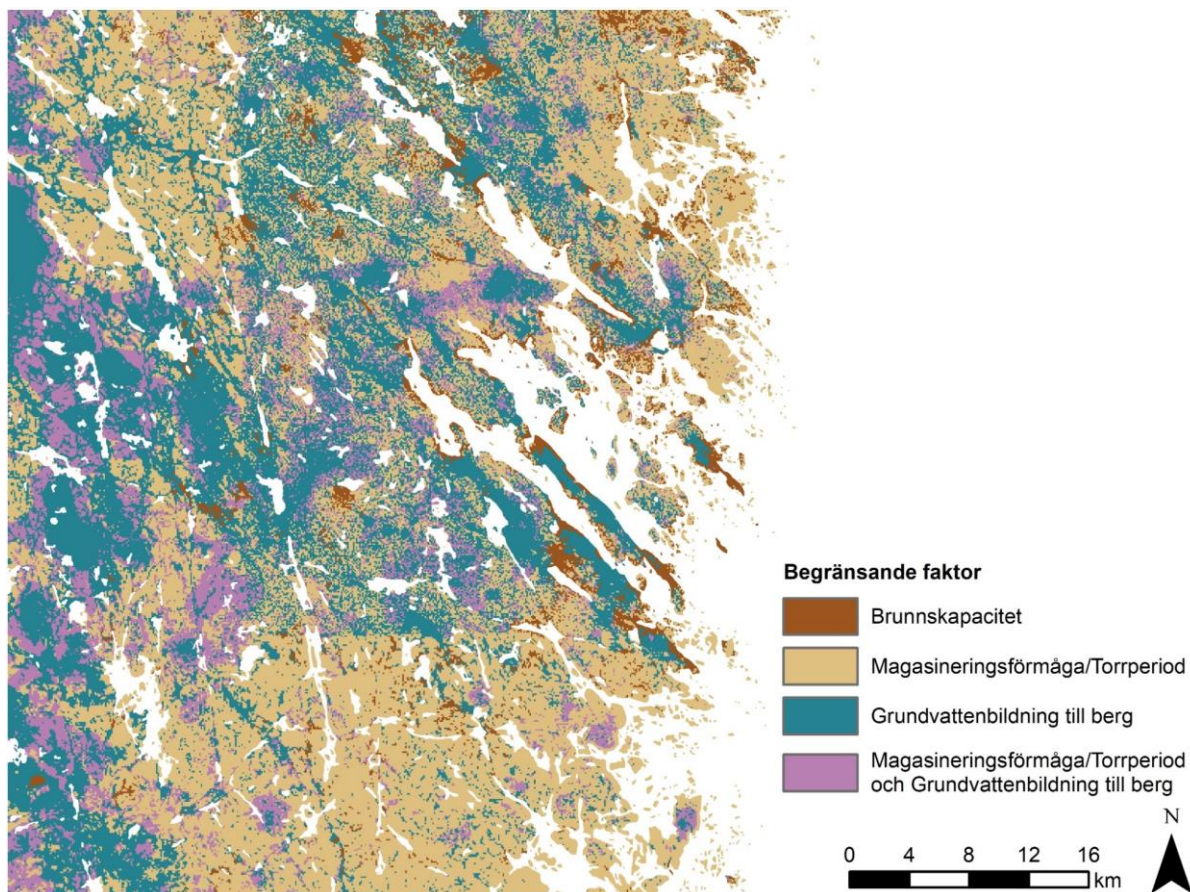 Begränsande faktor
Brunnskapacitet
Magasineringsförmåga/Torrperiod
Grundvattenbildning till berg
Magasineringsförmåga/Torrperiod
och Grundvattenbildning till berg
N
0 4 8 12 16
km